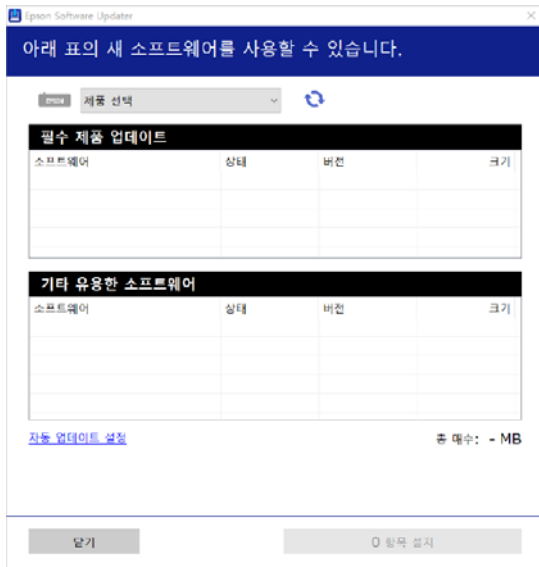 Epson Software Updater
아래 표의 새 소프트웨어를 사용할 수 있습니다.
EPSON 제품 선택
필수 제품 업데이트
소프트웨어 상태 버전 크기
기타 유용한 소프트웨어
소프트웨어 상태 버전 크기
자동 업데이트 설정 총 매수: - MB
닫기 0 항목 설치